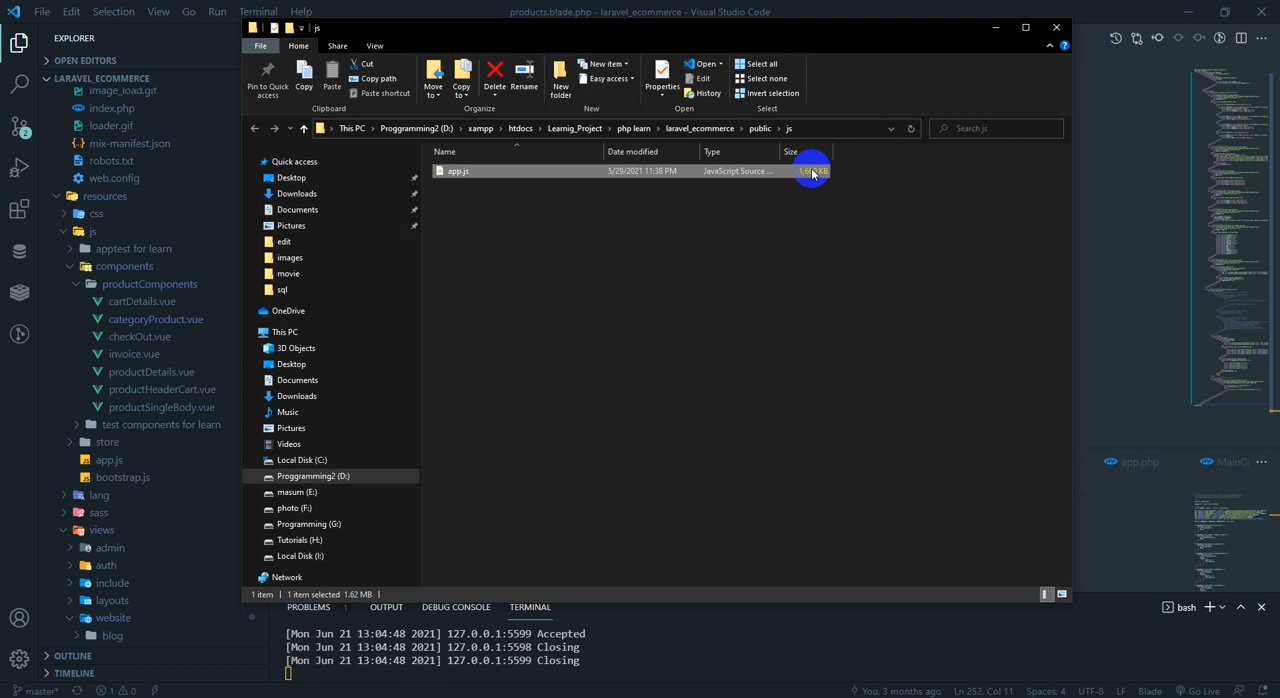 File Edit Selection View Go Run Terminal Help
products.blade.php - laravel_ecommerce - Visual Studio Code
EXPLORER
OPEN EDITORS
LARAVEL_ECOMMERCE
image_load.gif
index.php
loader.gif
mix-manifest.json
robots.txt
web.config
resources
css
js
apptest for learn
components
productComponents
cartDetails.vue
categoryProduct.vue
checkOut.vue
invoice.vue
productDetails.vue
productHeaderCart.vue
productSingleBody.vue
test components for learn
store
app.js
bootstrap.js
lang
sass
views
admin
auth
include
layouts
website
blog
OUTLINE
TIMELINE
js
File Home Share View
Pin to Quick access
Copy
Paste
Cut
Copy path
Paste shortcut
Clipboard
Move to
Copy to
Delete
Rename
Organize
New folder
New item
Easy access
New
Properties
Open
Edit
History
Open
Select all
Select none
Invert selection
Select
This PC > Proggramming2 (D:) > xampp > htdocs > Learnig_Project > php learn > laravel_ecommerce > public > js
Search js
Name Date modified Type Size
app.js 5/29/2021 11:38 PM JavaScript Source ...
Quick access
Desktop
Downloads
Documents
Pictures
edit
images
movie
sql
OneDrive
This PC
3D Objects
Desktop
Documents
Downloads
Music
Pictures
Videos
Local Disk (C:)
Proggramming2 (D:)
masum (E:)
photo (F:)
Programming (G:)
Tutorials (H:)
Local Disk (I:)
Network
1 item 1 item selected 1.62 MB
app.php
PROBLEMS 1 OUTPUT DEBUG CONSOLE TERMINAL
bash
[Mon Jun 21 13:04:48 2021] 127.0.0.1:5599 Accepted
[Mon Jun 21 13:04:48 2021] 127.0.0.1:5598 Closing
[Mon Jun 21 13:04:48 2021] 127.0.0.1:5599 Closing
master* 1 0 You, 3 months ago Ln 252, Col 11 Spaces: 4 UTF-8 LF Blade Go Live